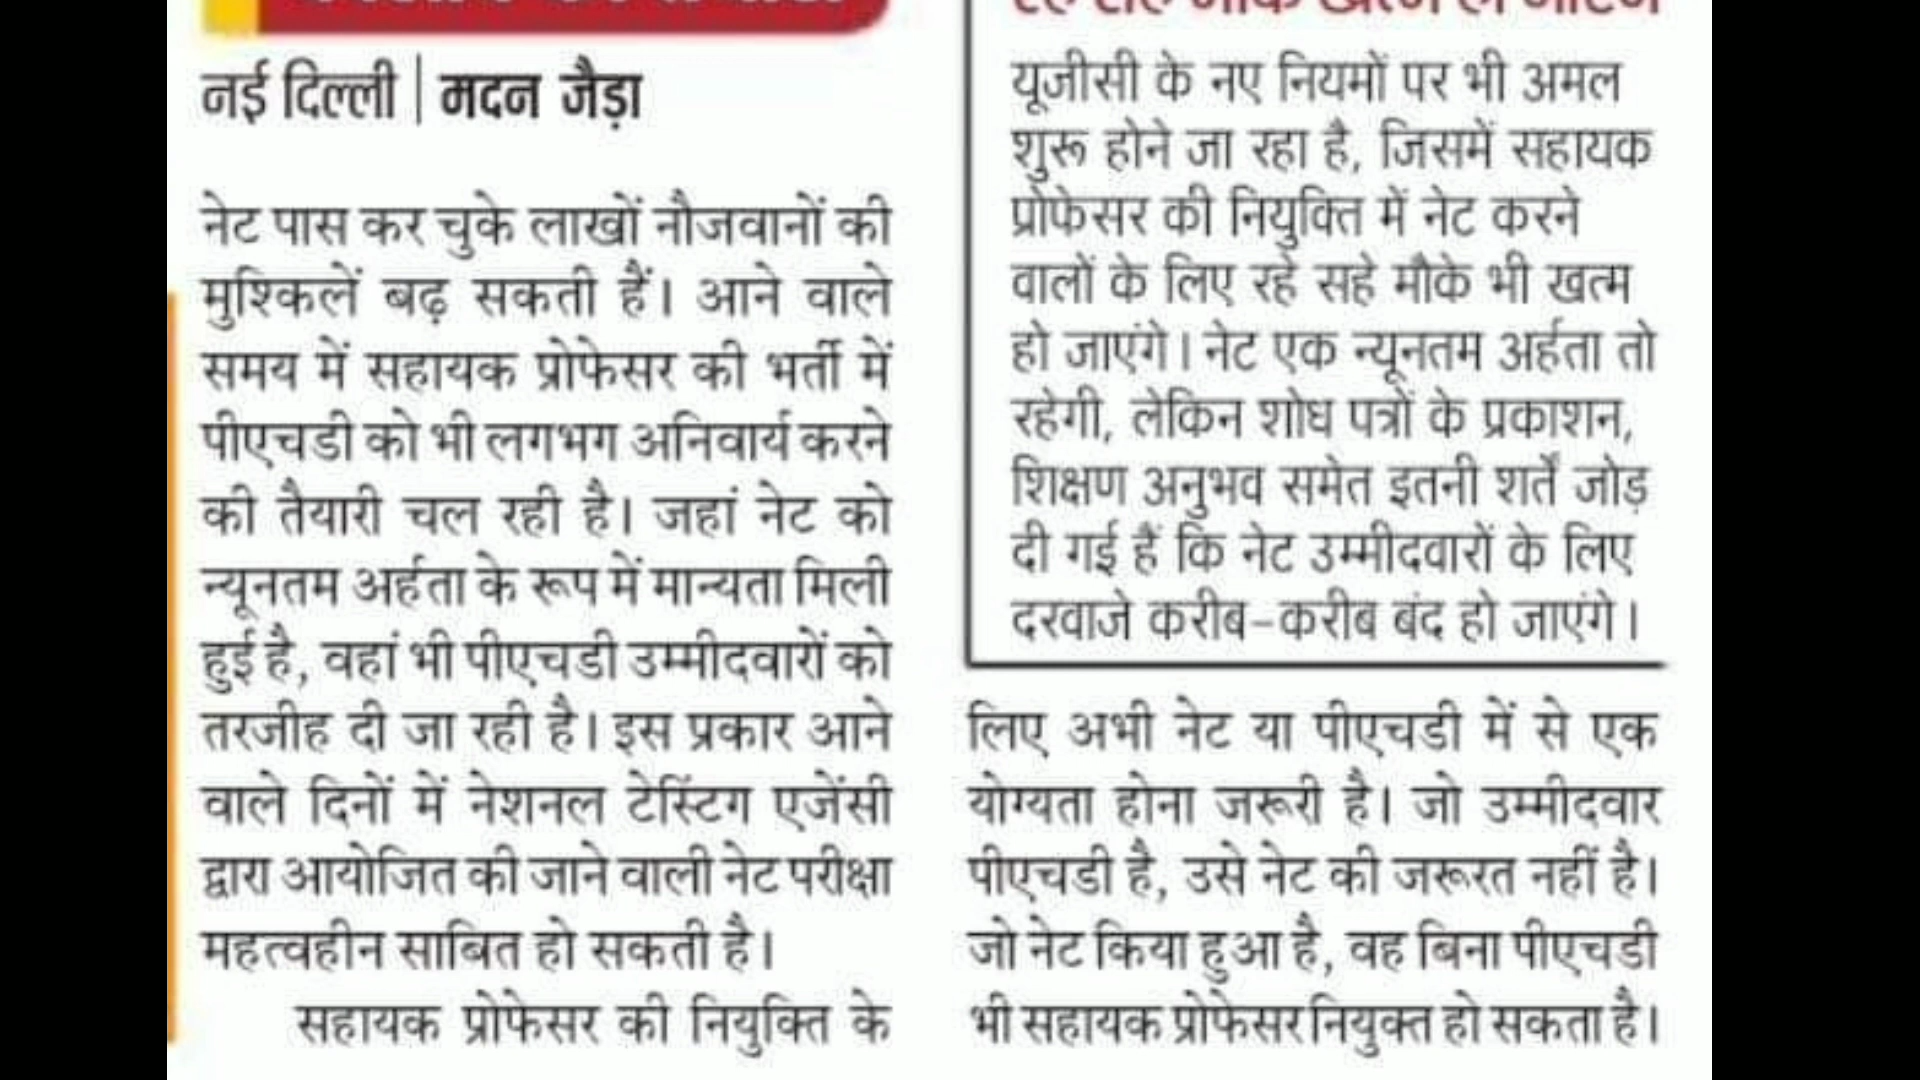 नई दिल्ली | मदन जैड़ा
नेट पास कर चुके लाखों नौजवानों की
मुश्किलें बढ़ सकती हैं। आने वाले
समय में सहायक प्रोफेसर की भर्ती में
पीएचडी को भी लगभग अनिवार्य करने
की तैयारी चल रही है। जहां नेट को
न्यूनतम अर्हता के रूप में मान्यता मिली
हुई है, वहां भी पीएचडी उम्मीदवारों को
तरजीह दी जा रही है। इस प्रकार आने
वाले दिनों में नेशनल टेस्टिंग एजेंसी
द्वारा आयोजित की जाने वाली नेट परीक्षा
महत्वहीन साबित हो सकती है।
सहायक प्रोफेसर की नियुक्ति के
यूजीसी के नए नियमों पर भी अमल
शुरू होने जा रहा है, जिसमें सहायक
प्रोफेसर की नियुक्ति में नेट करने
वालों के लिए रहे सहे मौके भी खत्म
हो जाएंगे। नेट एक न्यूनतम अर्हता तो
रहेगी, लेकिन शोध पत्रों के प्रकाशन,
शिक्षण अनुभव समेत इतनी शर्तें जोड़
दी गई हैं कि नेट उम्मीदवारों के लिए
दरवाजे करीब-करीब बंद हो जाएंगे।
लिए अभी नेट या पीएचडी में से एक
योग्यता होना जरूरी है। जो उम्मीदवार
पीएचडी है, उसे नेट की जरूरत नहीं है।
जो नेट किया हुआ है, वह बिना पीएचडी
भी सहायक प्रोफेसर नियुक्त हो सकता है।